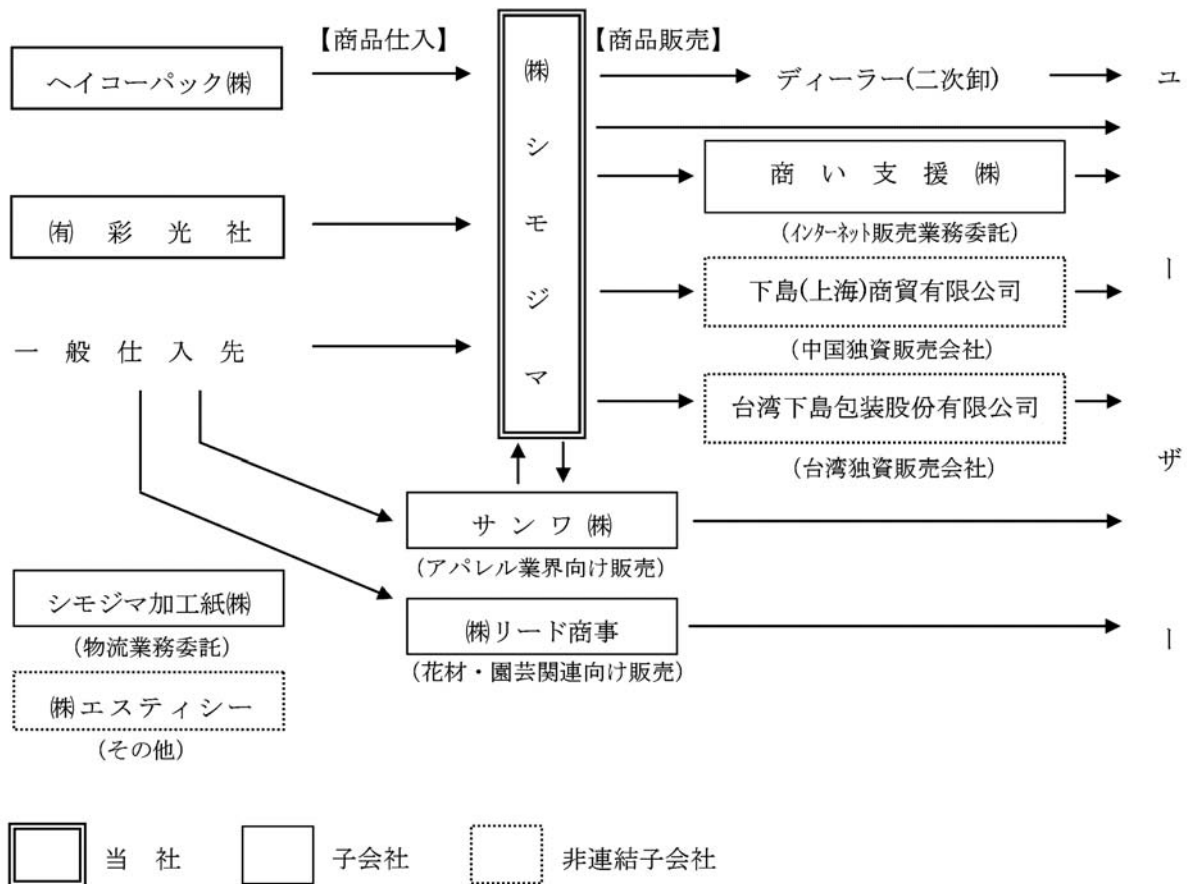 【商品仕入】
【商品販売】
ヘイコーパック㈱
㈲ 彩 光 社
一 般 仕 入 先
㈱シモジマ
ディーラー(二次卸)
商 い 支 援 ㈱
(インターネット販売業務委託)
下島(上海)商貿有限公司
(中国独資販売会社)
台湾下島包装股份有限公司
(台湾独資販売会社)
ユーザー
サ ン ワ ㈱
(アパレル業界向け販売)
㈱リード商事
(花材・園芸関連向け販売)
シモジマ加工紙㈱
(物流業務委託)
㈱エスティシー
(その他)
当 社
子会社
非連結子会社